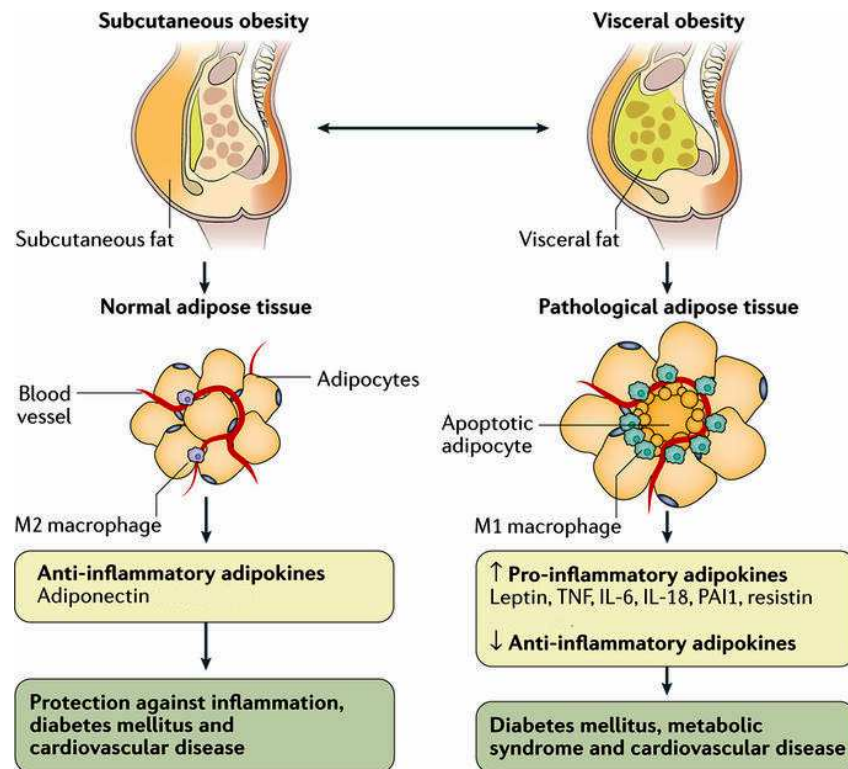 Subcutaneous obesity
Visceral obesity
Subcutaneous fat
Visceral fat
Normal adipose tissue
Pathological adipose tissue
Blood
vessel
Adipocytes
M2 macrophage
Apoptotic
adipocyte
M1 macrophage
Anti-inflammatory adipokines
Adiponectin
↑ Pro-inflammatory adipokines
Leptin, TNF, IL-6, IL-18, PAI1, resistin
↓ Anti-inflammatory adipokines
Protection against inflammation,
diabetes mellitus and
cardiovascular disease
Diabetes mellitus, metabolic
syndrome and cardiovascular disease